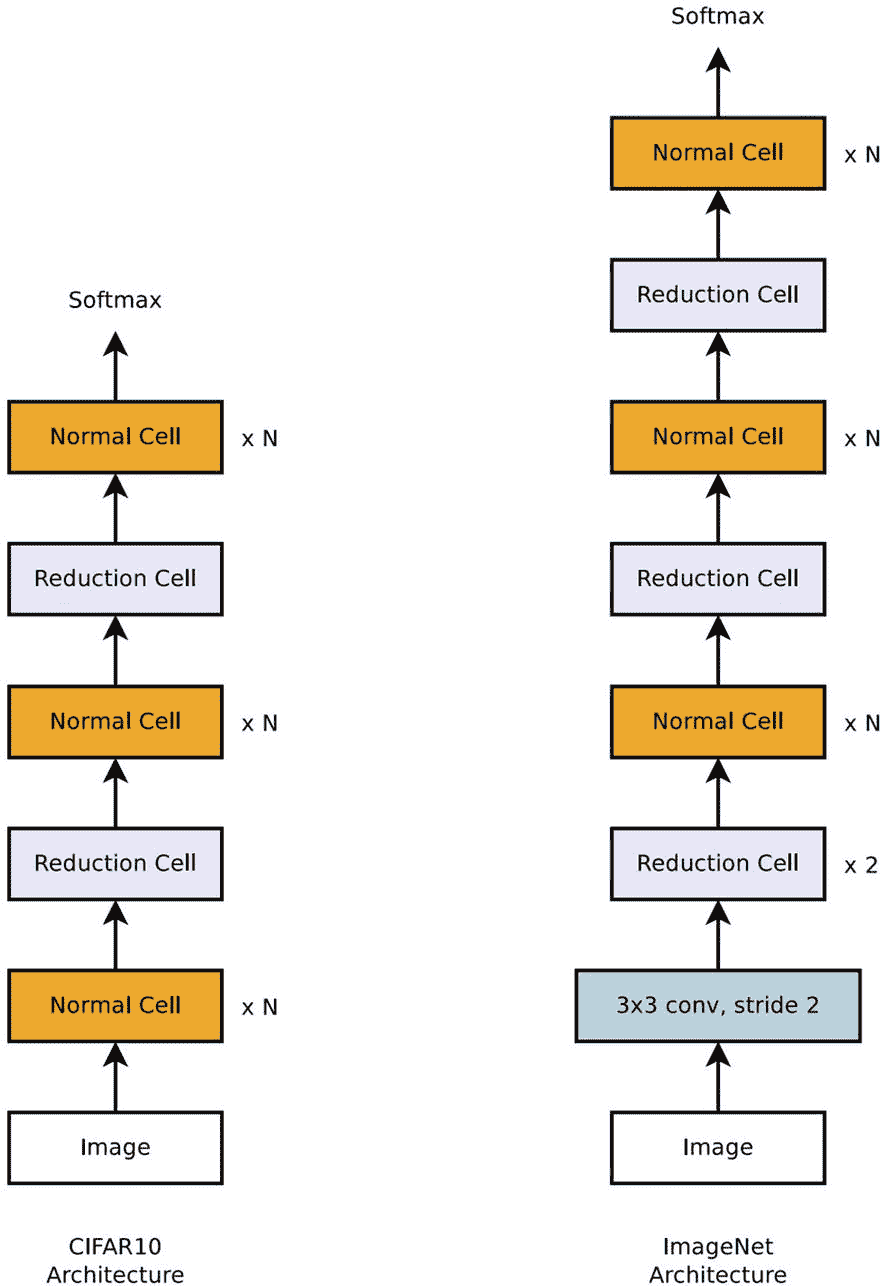 Softmax
Normal Cell
x N
Reduction Cell
Normal Cell
x N
Reduction Cell
Normal Cell
x N
Image
CIFAR10
Architecture
Softmax
Normal Cell
x N
Reduction Cell
Normal Cell
x N
Reduction Cell
Normal Cell
x N
Reduction Cell
x 2
3x3 conv, stride 2
Image
ImageNet
Architecture